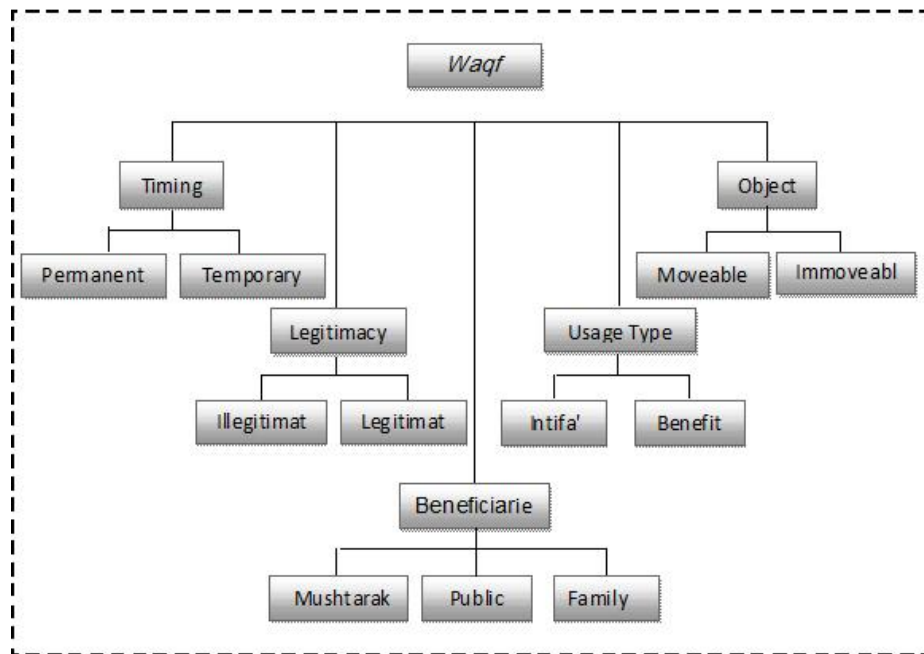 Waqf
Timing
Object
Permanent
Temporary
Moveable
Immoveabl
Legitimacy
Usage Type
Illegitimat
Legitimat
Intifa'
Benefit
Beneficiarie
Mushtarak
Public
Family